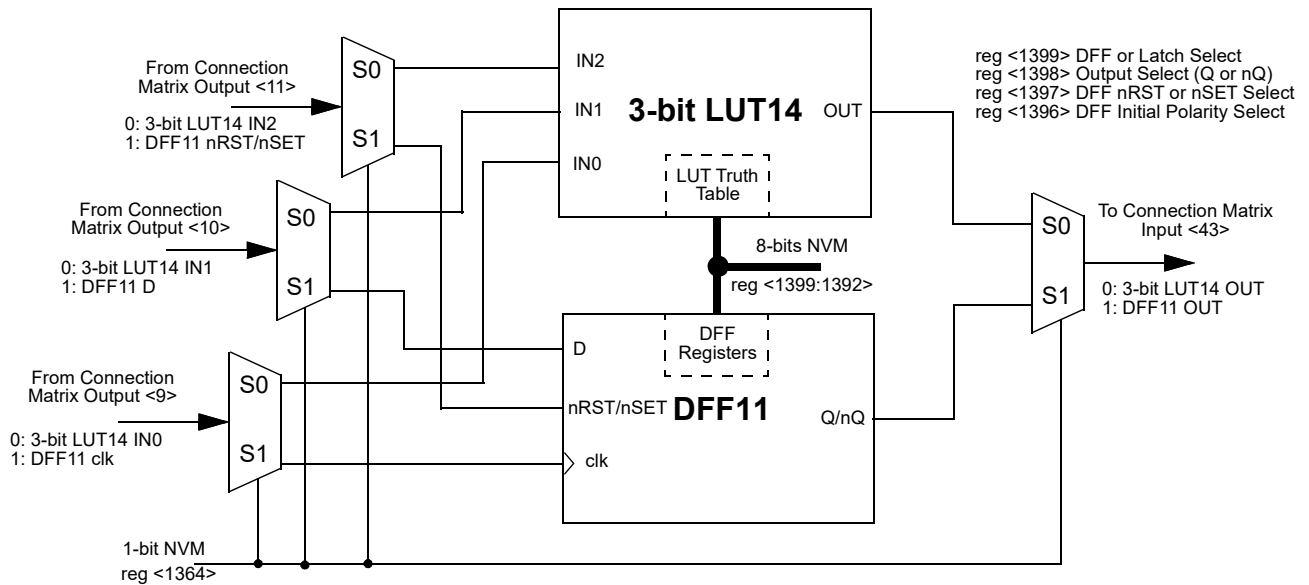 From Connection
Matrix Output <11>
0: 3-bit LUT14 IN2
1: DFF11 nRST/nSET
S0
S1
From Connection
Matrix Output <10>
0: 3-bit LUT14 IN1
1: DFF11 D
S0
S1
From Connection
Matrix Output <9>
0: 3-bit LUT14 IN0
1: DFF11 clk
S0
S1
1-bit NVM
reg <1364>
IN2
IN1
IN0
3-bit LUT14
OUT
LUT Truth
Table
8-bits NVM
reg <1399:1392>
DFF
Registers
D
nRST/nSET
clk
DFF11
Q/nQ
reg <1399> DFF or Latch Select
reg <1398> Output Select (Q or nQ)
reg <1397> DFF nRST or nSET Select
reg <1396> DFF Initial Polarity Select
S0
S1
To Connection Matrix
Input <43>
0: 3-bit LUT14 OUT
1: DFF11 OUT